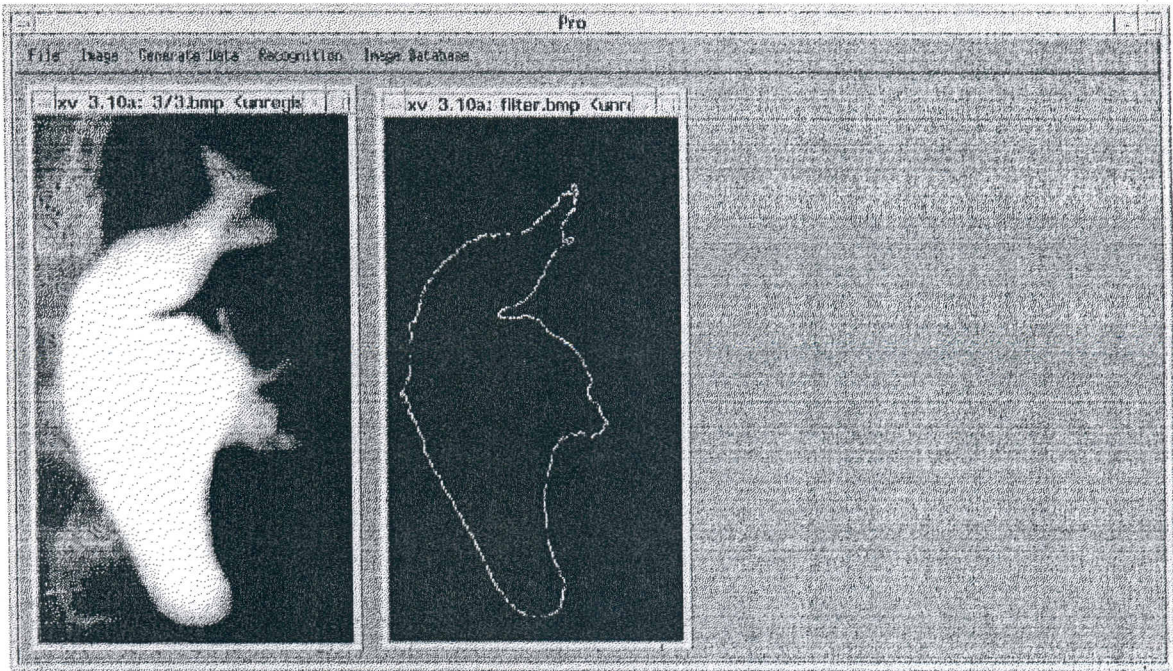 Pro
File Image Generate Data Recognition Image Database
xv 3.10a: 3/3.bmp <unregis
xv 3.10a: filter.bmp <unre